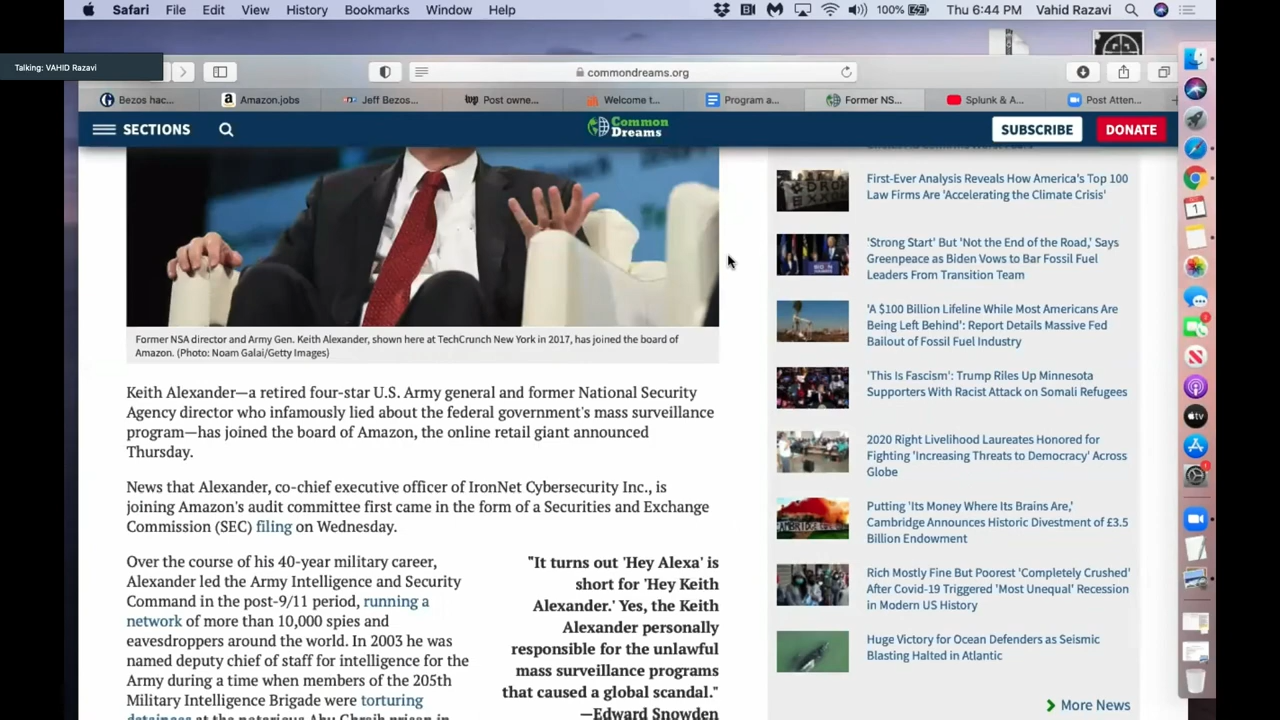 Safari File Edit View History Bookmarks Window Help
100% Thu 6:44 PM Vahid Razavi
Talking: VAHID Razavi
commondreams.org
Bezos hac...
Amazon.jobs
Jeff Bezos...
Post owne...
Welcome t...
Program a...
Former NS...
Splunk & A...
Post Atten...
SECTIONS
Common
Dreams
SUBSCRIBE
DONATE
Former NSA director and Army Gen. Keith Alexander, shown here at TechCrunch New York in 2017, has joined the board of
Amazon. (Photo: Noam Galai/Getty Images)
Keith Alexander—a retired four-star U.S. Army general and former National Security
Agency director who infamously lied about the federal government's mass surveillance
program—has joined the board of Amazon, the online retail giant announced
Thursday.
News that Alexander, co-chief executive officer of IronNet Cybersecurity Inc., is
joining Amazon's audit committee first came in the form of a Securities and Exchange
Commission (SEC) filing on Wednesday.
Over the course of his 40-year military career,
Alexander led the Army Intelligence and Security
Command in the post-9/11 period, running a
network of more than 10,000 spies and
eavesdroppers around the world. In 2003 he was
named deputy chief of staff for intelligence for the
Army during a time when members of the 205th
Military Intelligence Brigade were torturing
detainees at the notorious Abu Ghraib prison in
"It turns out 'Hey Alexa' is
short for 'Hey Keith
Alexander.' Yes, the Keith
Alexander personally
responsible for the unlawful
mass surveillance programs
that caused a global scandal."
—Edward Snowden
First-Ever Analysis Reveals How America's Top 100
Law Firms Are 'Accelerating the Climate Crisis'
'Strong Start' But 'Not the End of the Road,' Says
Greenpeace as Biden Vows to Bar Fossil Fuel
Leaders From Transition Team
'A $100 Billion Lifeline While Most Americans Are
Being Left Behind': Report Details Massive Fed
Bailout of Fossil Fuel Industry
'This Is Fascism': Trump Riles Up Minnesota
Supporters With Racist Attack on Somali Refugees
2020 Right Livelihood Laureates Honored for
Fighting 'Increasing Threats to Democracy' Across
Globe
Putting 'Its Money Where Its Brains Are,'
Cambridge Announces Historic Divestment of £3.5
Billion Endowment
Rich Mostly Fine But Poorest 'Completely Crushed'
After Covid-19 Triggered 'Most Unequal' Recession
in Modern US History
Huge Victory for Ocean Defenders as Seismic
Blasting Halted in Atlantic
More News